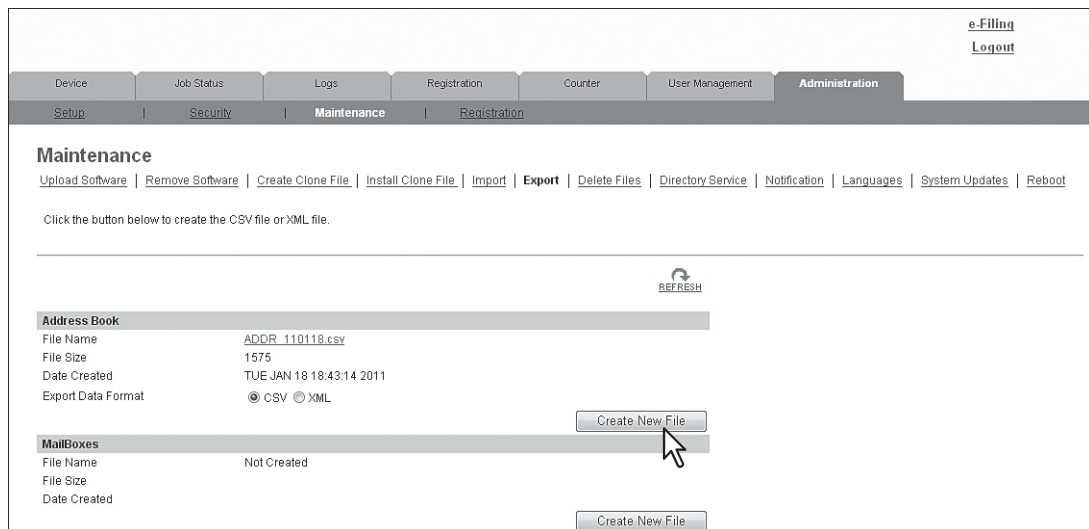 e-Filing
Logout
Device Job Status Logs Registration Counter User Management Administration
Setup | Security | Maintenance | Registration
Maintenance
Upload Software | Remove Software | Create Clone File | Install Clone File | Import | Export | Delete Files | Directory Service | Notification | Languages | System Updates | Reboot
Click the button below to create the CSV file or XML file.
REFRESH
Address Book
File Name ADDR_110118.csv
File Size 1575
Date Created TUE JAN 18 18:43:14 2011
Export Data Format CSV XML
Create New File
MailBoxes
File Name Not Created
File Size
Date Created
Create New File